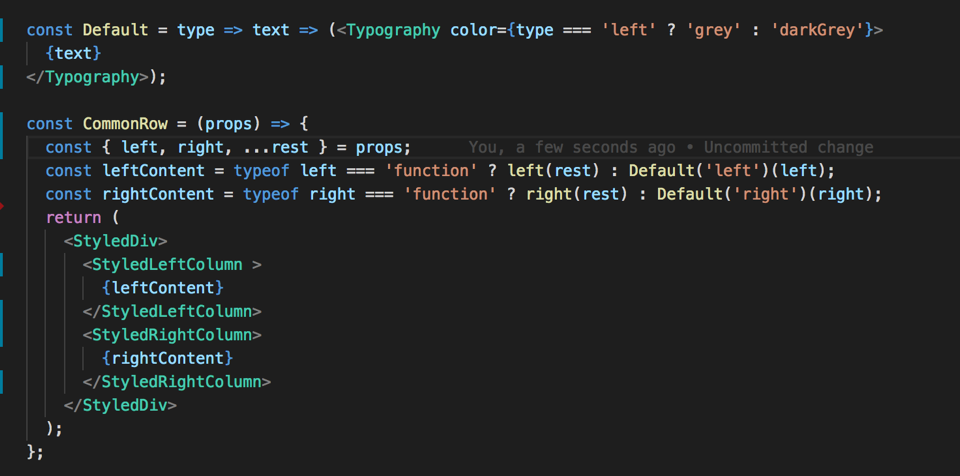 const Default = type => text => (<Typography color={type === 'left' ? 'grey' : 'darkGrey'}>
  {text}
</Typography>);

const CommonRow = (props) => {
  const { left, right, ...rest } = props;      You, a few seconds ago • Uncommitted change
  const leftContent = typeof left === 'function' ? left(rest) : Default('left')(left);
  const rightContent = typeof right === 'function' ? right(rest) : Default('right')(right);
  return (
    <StyledDiv>
      <StyledLeftColumn >
        {leftContent}
      </StyledLeftColumn>
      <StyledRightColumn>
        {rightContent}
      </StyledRightColumn>
    </StyledDiv>
  );
};